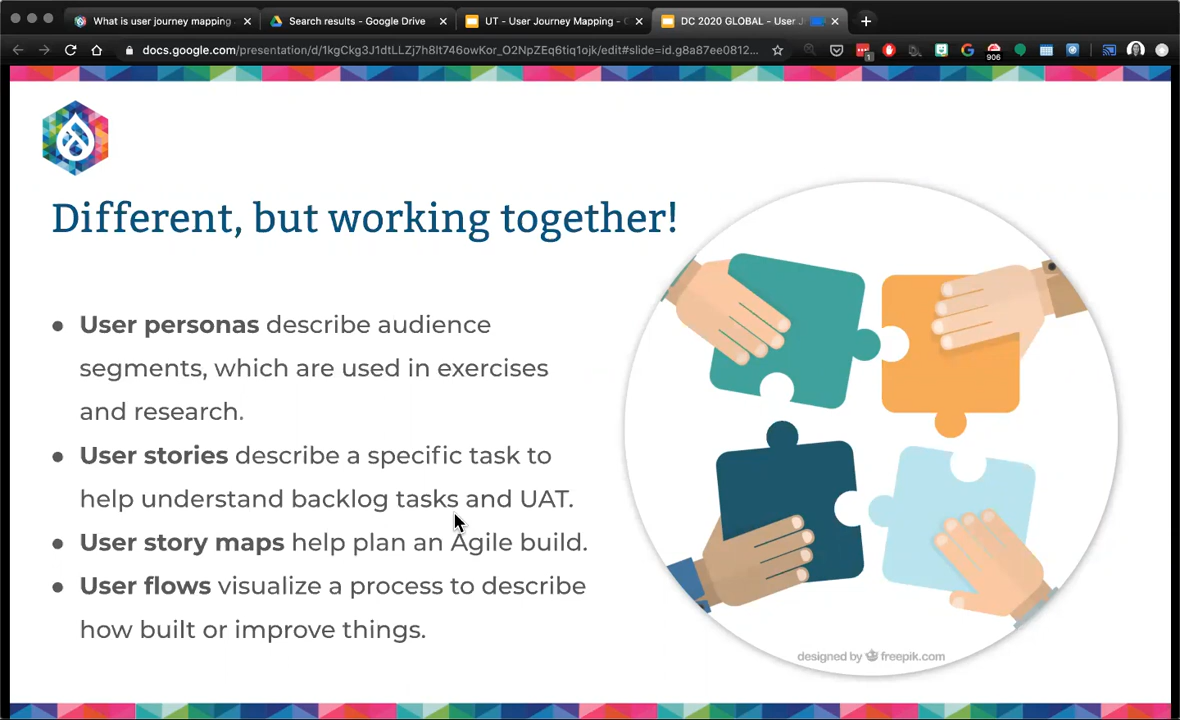 What is user journey mapping
Search results - Google Drive
UT - User Journey Mapping -
DC 2020 GLOBAL - User
docs.google.com/presentation/d/1kgCkg3J1dtLLZj7h8lt746owKor_O2NpZEq6tiq1ojk/edit#slide=id.g8a87ee0812...
1
906
Different, but working together!
● User personas describe audience
segments, which are used in exercises
and research.
● User stories describe a specific task to
help understand backlog tasks and UAT.
● User story maps help plan an Agile build.
● User flows visualize a process to describe
how built or improve things.
designed by freepik.com